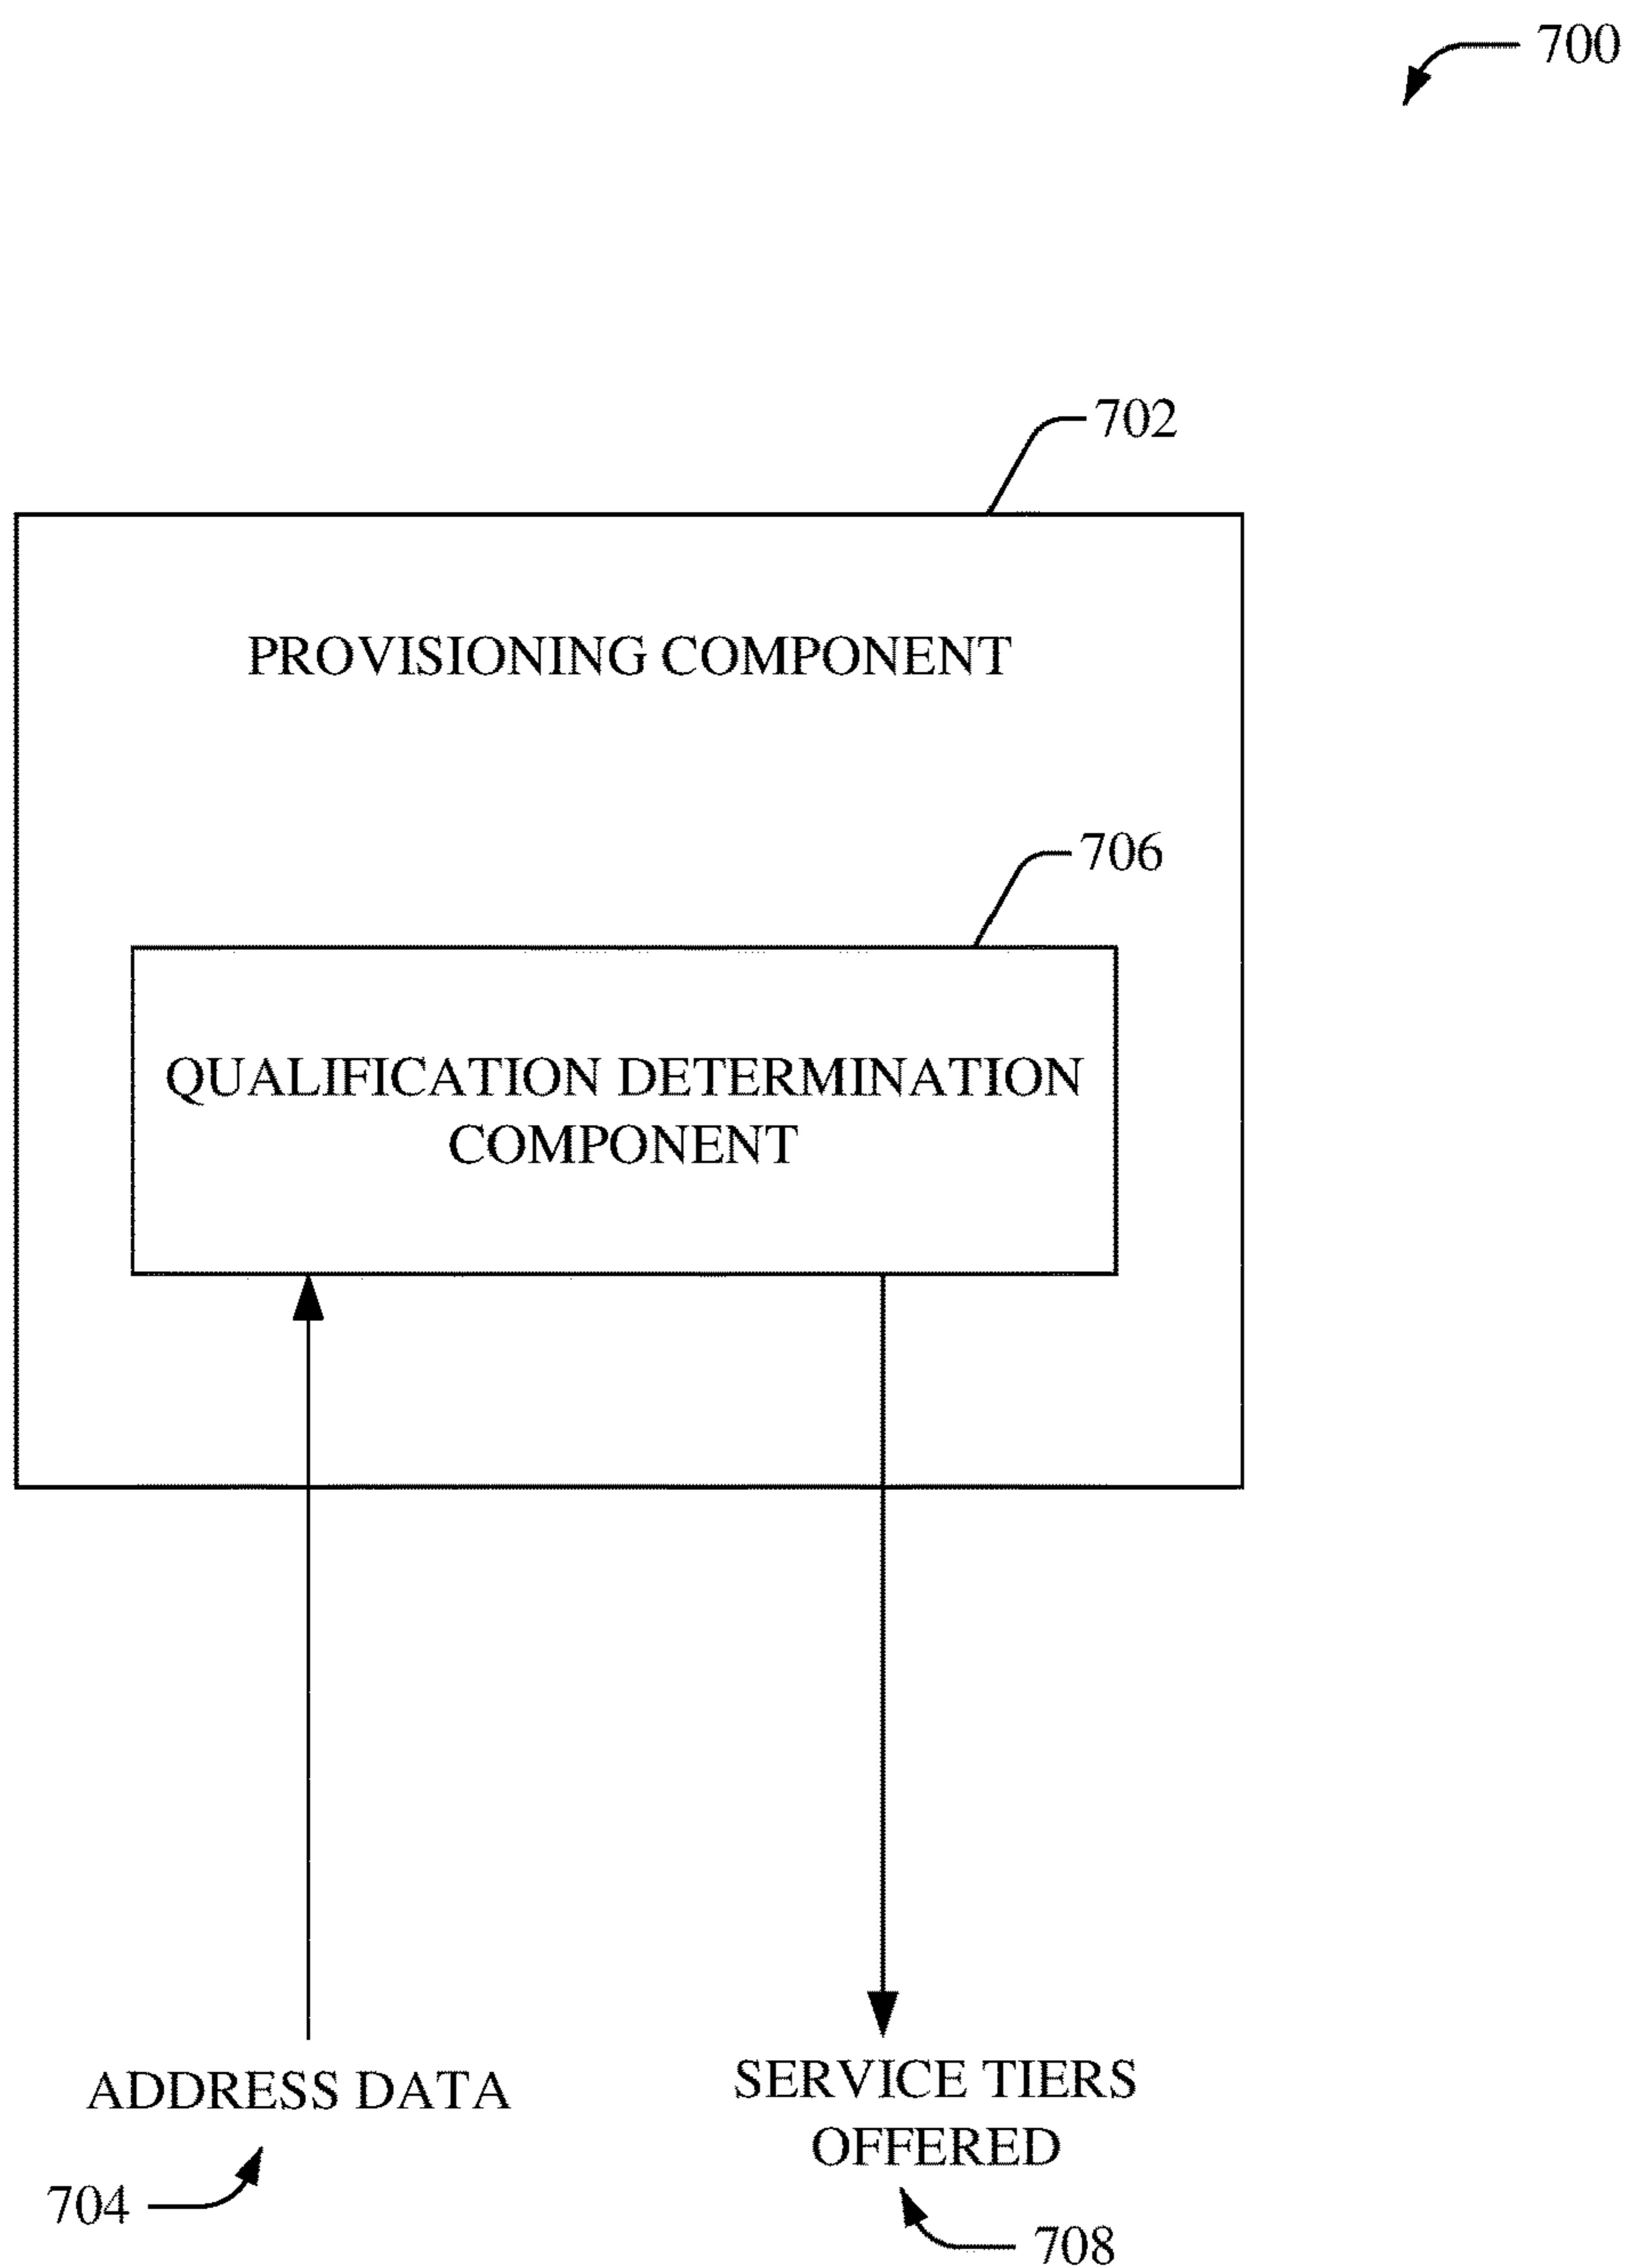 700
702
PROVISIONING COMPONENT
706
QUALIFICATION DETERMINATION
COMPONENT
ADDRESS DATA
704
SERVICE TIERS
OFFERED
708